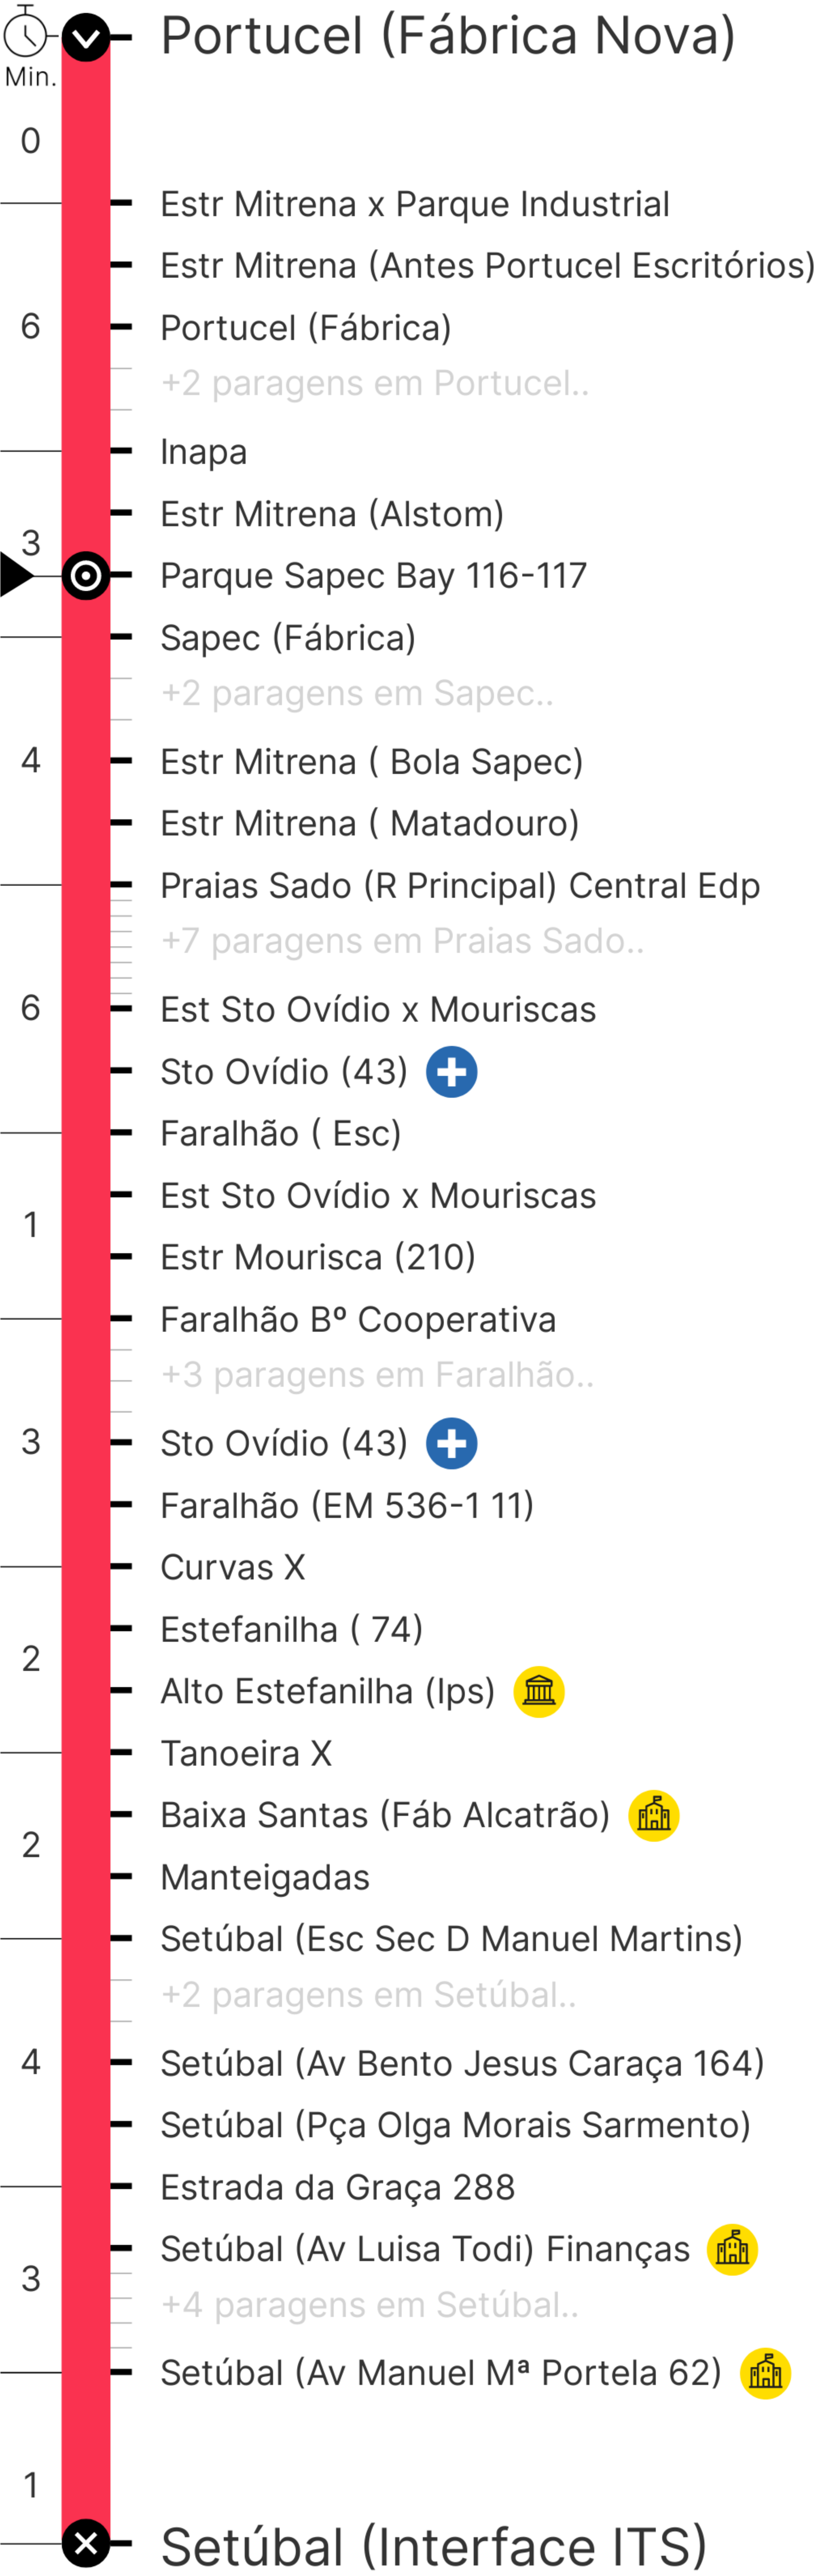 Portucel (Fábrica Nova)
Min.
0
Estr Mitrena x Parque Industrial
Estr Mitrena (Antes Portucel Escritórios)
6
Portucel (Fábrica)
+2 paragens em Portucel..
Inapa
Estr Mitrena (Alstom)
3
Parque Sapec Bay 116-117
Sapec (Fábrica)
+2 paragens em Sapec..
4
Estr Mitrena ( Bola Sapec)
Estr Mitrena ( Matadouro)
Praias Sado (R Principal) Central Edp
+7 paragens em Praias Sado..
6
Est Sto Ovídio x Mouriscas
Sto Ovídio (43)
Faralhão ( Esc)
Est Sto Ovídio x Mouriscas
1
Estr Mourisca (210)
Faralhão Bº Cooperativa
+3 paragens em Faralhão..
3
Sto Ovídio (43)
Faralhão (EM 536-1 11)
Curvas X
Estefanilha ( 74)
2
Alto Estefanilha (Ips)
Tanoeira X
Baixa Santas (Fáb Alcatrão)
2
Manteigadas
Setúbal (Esc Sec D Manuel Martins)
+2 paragens em Setúbal..
4
Setúbal (Av Bento Jesus Caraça 164)
Setúbal (Pça Olga Morais Sarmento)
Estrada da Graça 288
Setúbal (Av Luisa Todi) Finanças
3
+4 paragens em Setúbal..
Setúbal (Av Manuel Mª Portela 62)
1
Setúbal (Interface ITS)